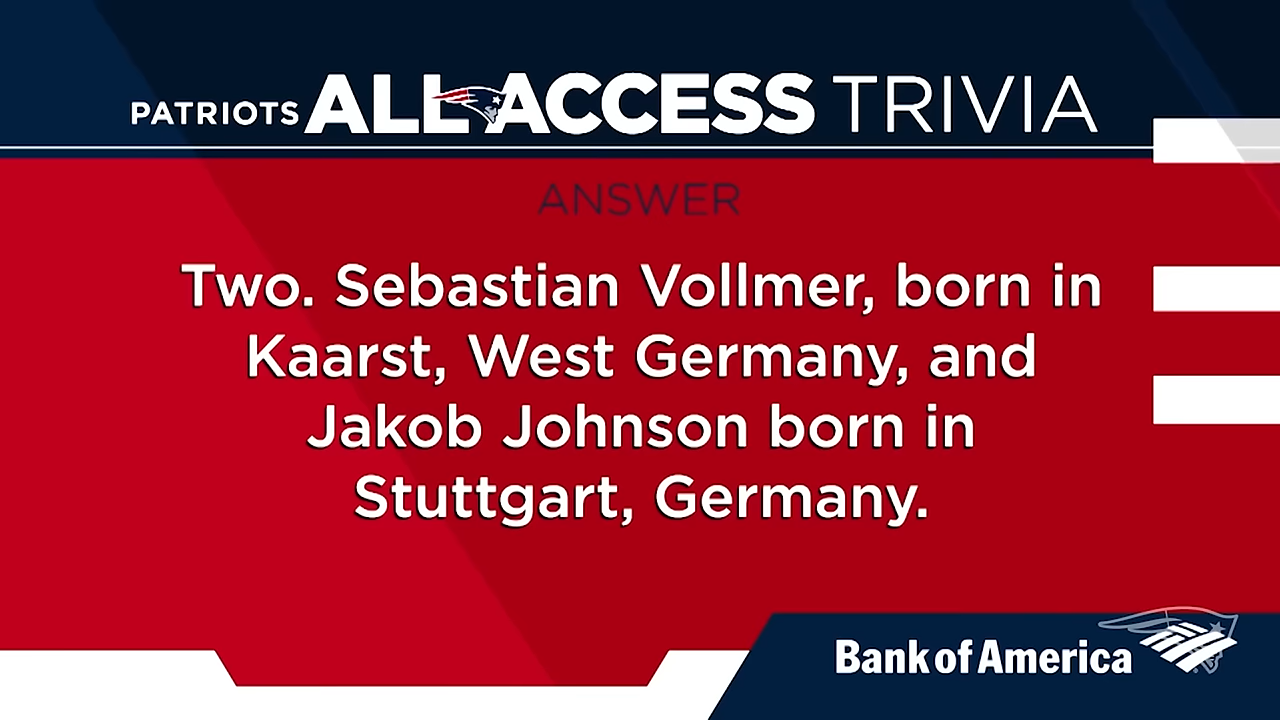 PATRIOTS ALL ACCESS TRIVIA
ANSWER
Two. Sebastian Vollmer, born in
Kaarst, West Germany, and
Jakob Johnson born in
Stuttgart, Germany.
Bank of America